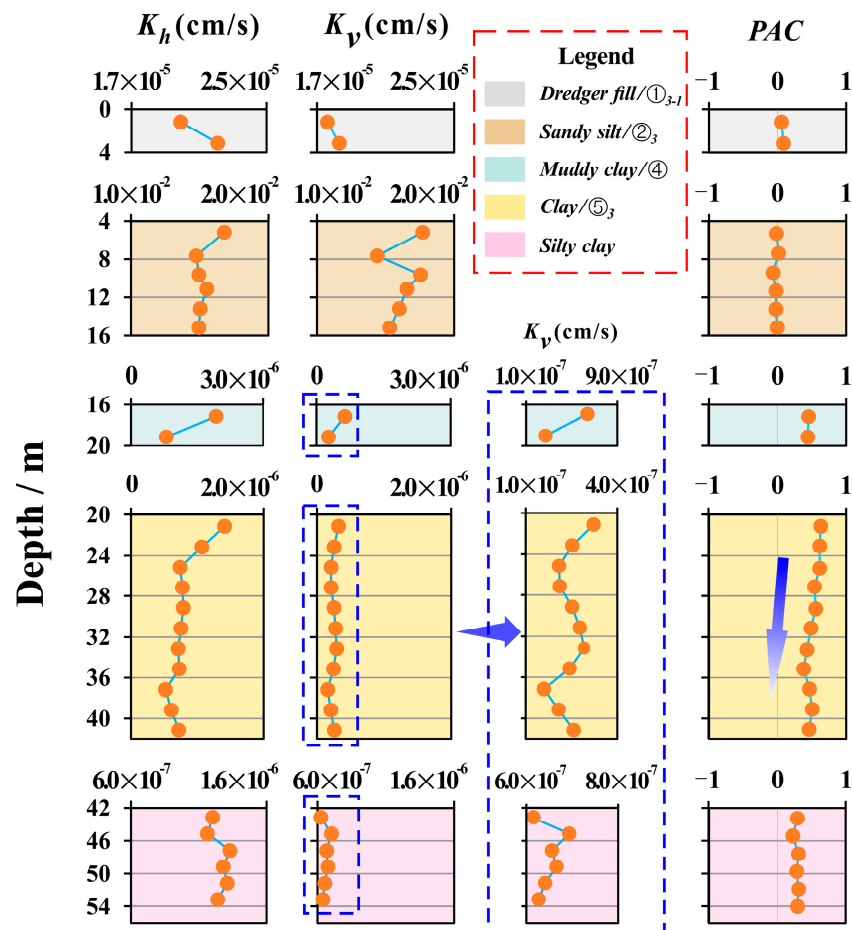 K_h (cm/s) K_v (cm/s) PAC
1.7×10⁻⁵ 2.5×10⁻⁵ 1.7×10⁻⁵ 2.5×10⁻⁵ −1 0 1
0
4
Legend
Dredger fill/①₃₋₁
Sandy silt/②₃
Muddy clay/④
Clay/⑤₃
Silty clay
1.0×10⁻² 2.0×10⁻² 1.0×10⁻² 2.0×10⁻² −1 0 1
4
8
12
16
K_v (cm/s)
0 3.0×10⁻⁶ 0 3.0×10⁻⁶ 1.0×10⁻⁷ 9.0×10⁻⁷ −1 0 1
16
20
Depth / m
0 2.0×10⁻⁶ 0 2.0×10⁻⁶ 1.0×10⁻⁷ 4.0×10⁻⁷ −1 0 1
20
24
28
32
36
40
6.0×10⁻⁷ 1.6×10⁻⁶ 6.0×10⁻⁷ 1.6×10⁻⁶ 6.0×10⁻⁷ 8.0×10⁻⁷ −1 0 1
42
46
49
54